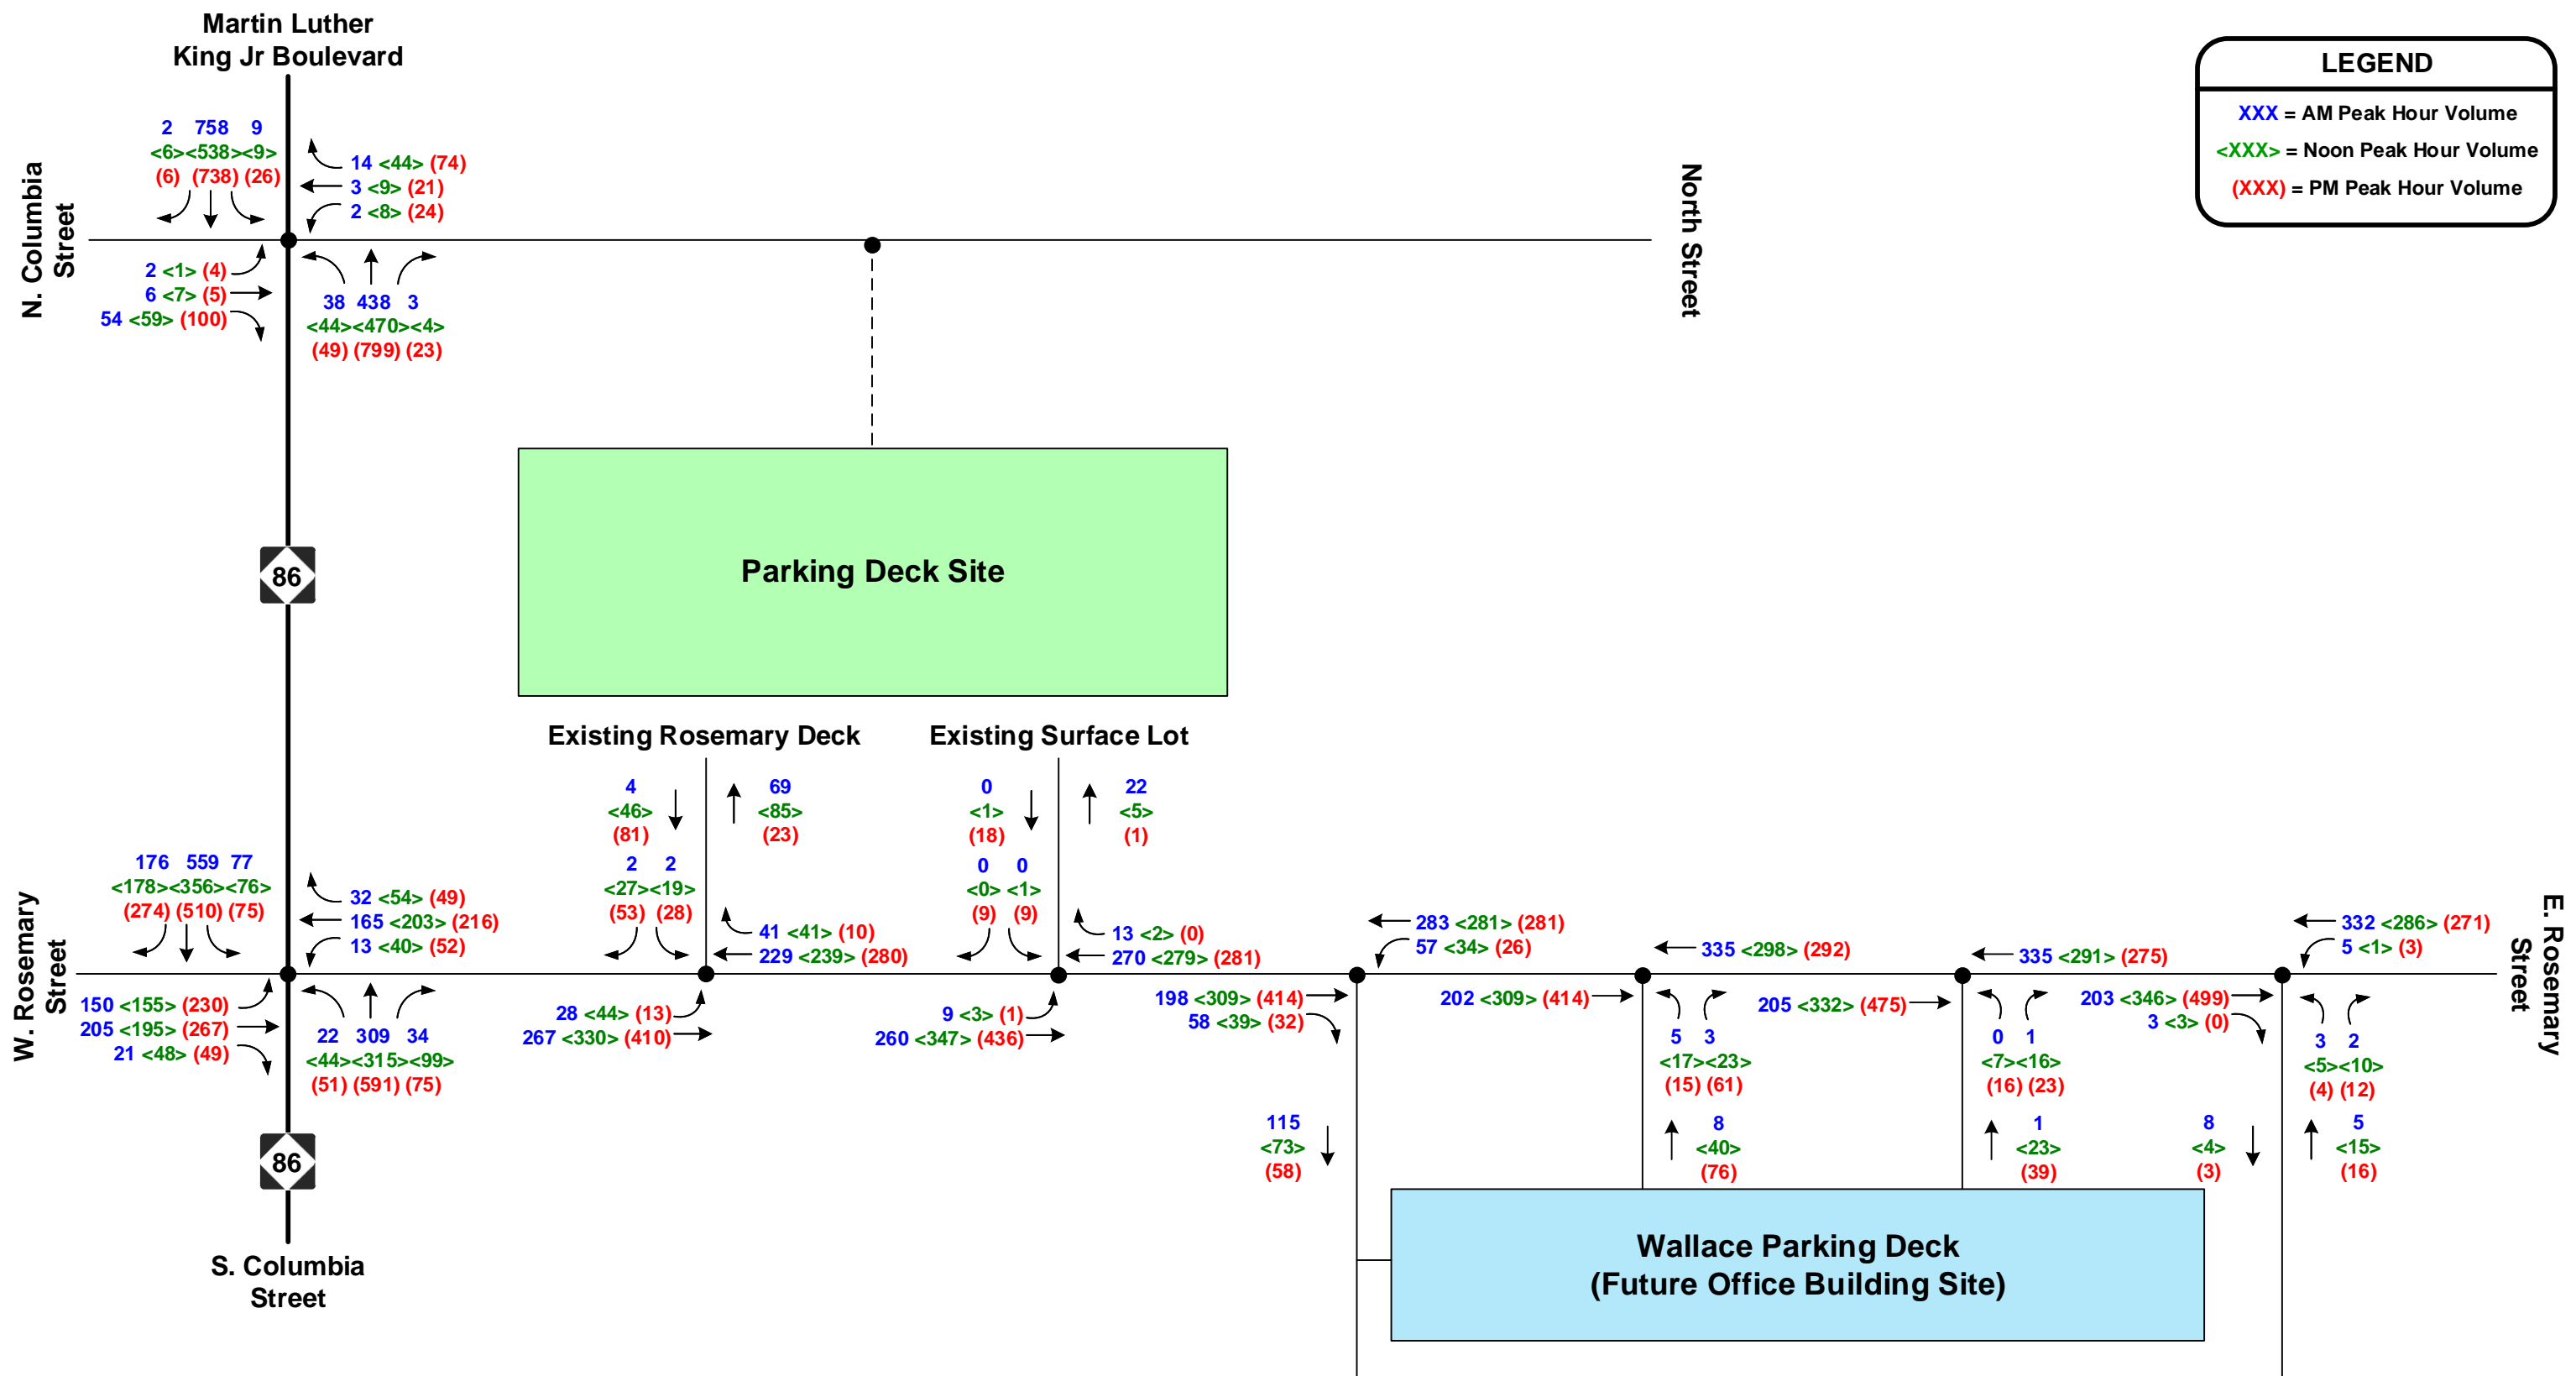 Martin Luther
King Jr Boulevard
LEGEND
XXX = AM Peak Hour Volume
<XXX> = Noon Peak Hour Volume
(XXX) = PM Peak Hour Volume
2 758 9
<6><538><9>
(6) (738) (26)
14 <44> (74)
3 <9> (21)
2 <8> (24)
N. Columbia
Street
North Street
2 <1> (4)
6 <7> (5)
54 <59> (100)
38 438 3
<44><470><4>
(49) (799) (23)
86
Parking Deck Site
Existing Rosemary Deck
Existing Surface Lot
4
<46>
(81)
69
<85>
(23)
0
<1>
(18)
22
<5>
(1)
176 559 77
<178><356><76>
(274) (510) (75)
32 <54> (49)
165 <203> (216)
13 <40> (52)
2 2
<27><19>
(53) (28)
41 <41> (10)
229 <239> (280)
0 0
<0> <1>
(9) (9)
13 <2> (0)
270 <279> (281)
283 <281> (281)
57 <34> (26)
335 <298> (292)
335 <291> (275)
332 <286> (271)
5 <1> (3)
W. Rosemary
Street
E. Rosemary
Street
150 <155> (230)
205 <195> (267)
21 <48> (49)
22 309 34
<44><315><99>
(51) (591) (75)
28 <44> (13)
267 <330> (410)
9 <3> (1)
260 <347> (436)
198 <309> (414)
58 <39> (32)
202 <309> (414)
5 3
<17><23>
(15) (61)
205 <332> (475)
0 1
<7><16>
(16) (23)
203 <346> (499)
3 <3> (0)
3 2
<5><10>
(4) (12)
115
<73>
(58)
8
<40>
(76)
1
<23>
(39)
8
<4>
(3)
5
<15>
(16)
86
Wallace Parking Deck
(Future Office Building Site)
S. Columbia
Street